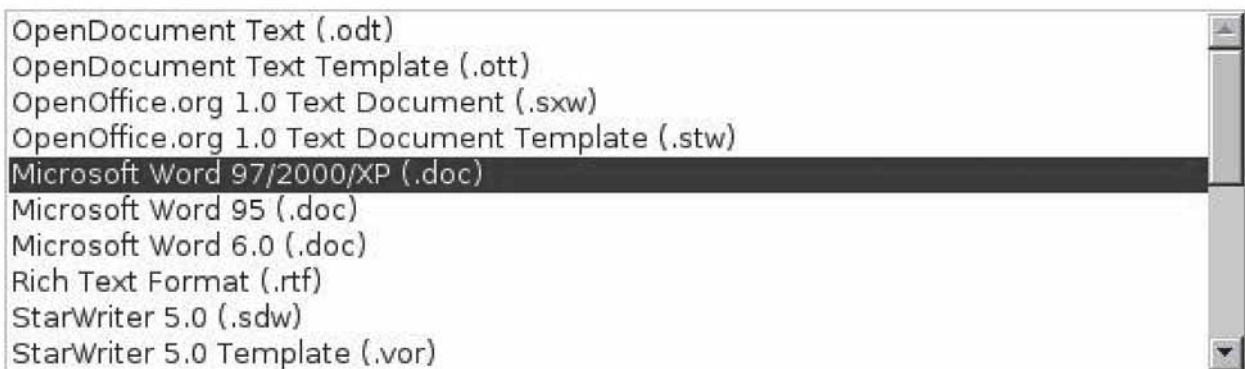 OpenDocument Text (.odt)
OpenDocument Text Template (.ott)
OpenOffice.org 1.0 Text Document (.sxw)
OpenOffice.org 1.0 Text Document Template (.stw)
Microsoft Word 97/2000/XP (.doc)
Microsoft Word 95 (.doc)
Microsoft Word 6.0 (.doc)
Rich Text Format (.rtf)
StarWriter 5.0 (.sdw)
StarWriter 5.0 Template (.vor)